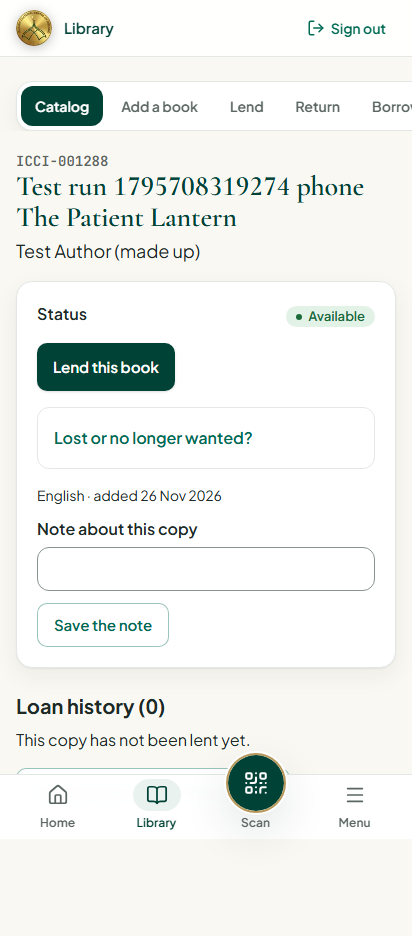 Library
Sign out
Catalog
Add a book
Lend
Return
ICCI-001288
Test run 1795708319274 phone
The Patient Lantern
Test Author (made up)
Status
Available
Lend this book
Lost or no longer wanted?
English · added 26 Nov 2026
Note about this copy
Save the note
Loan history (0)
This copy has not been lent yet.
Home
Library
Scan
Menu